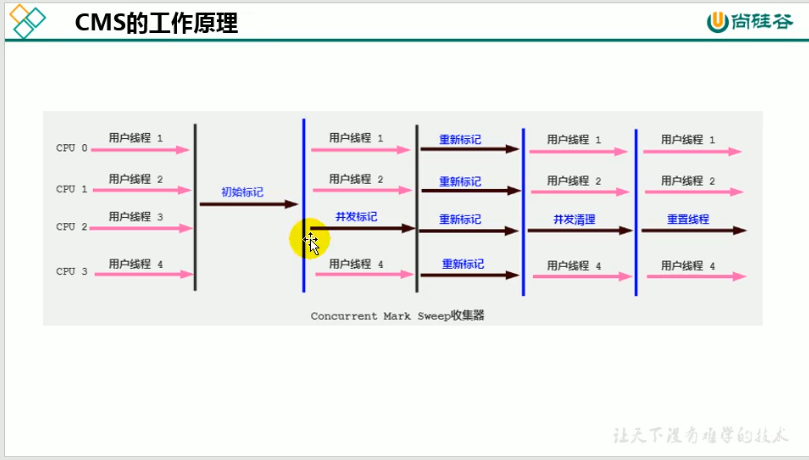 CMS的工作原理
尚硅谷
用户线程 1 用户线程 1 重新标记 用户线程 1 用户线程 1
CPU 0
用户线程 2 用户线程 2 重新标记 用户线程 2 用户线程 2
CPU 1 初始标记
用户线程 3 并发标记 重新标记 并发清理 重置线程
CPU 2
用户线程 4 用户线程 4 重新标记 用户线程 4 用户线程 4
CPU 3
Concurrent Mark Sweep收集器
让天下没有难学的技术